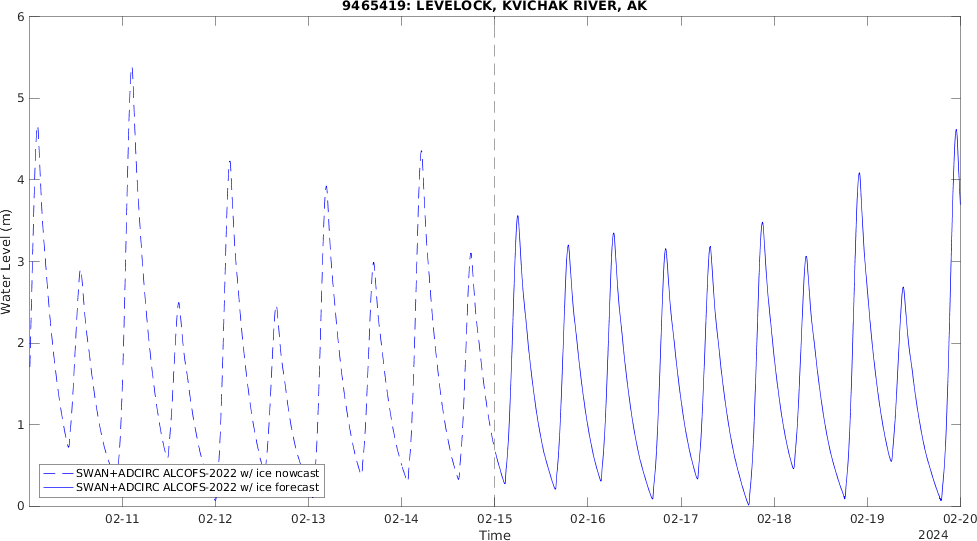 9465419: LEVELOCK, KVICHAK RIVER, AK
6
5
4
3
2
1
0
Water Level (m)
SWAN+ADCIRC ALCOFS-2022 w/ ice nowcast
SWAN+ADCIRC ALCOFS-2022 w/ ice forecast
02-11 02-12 02-13 02-14 02-15 02-16 02-17 02-18 02-19 02-20
Time
2024